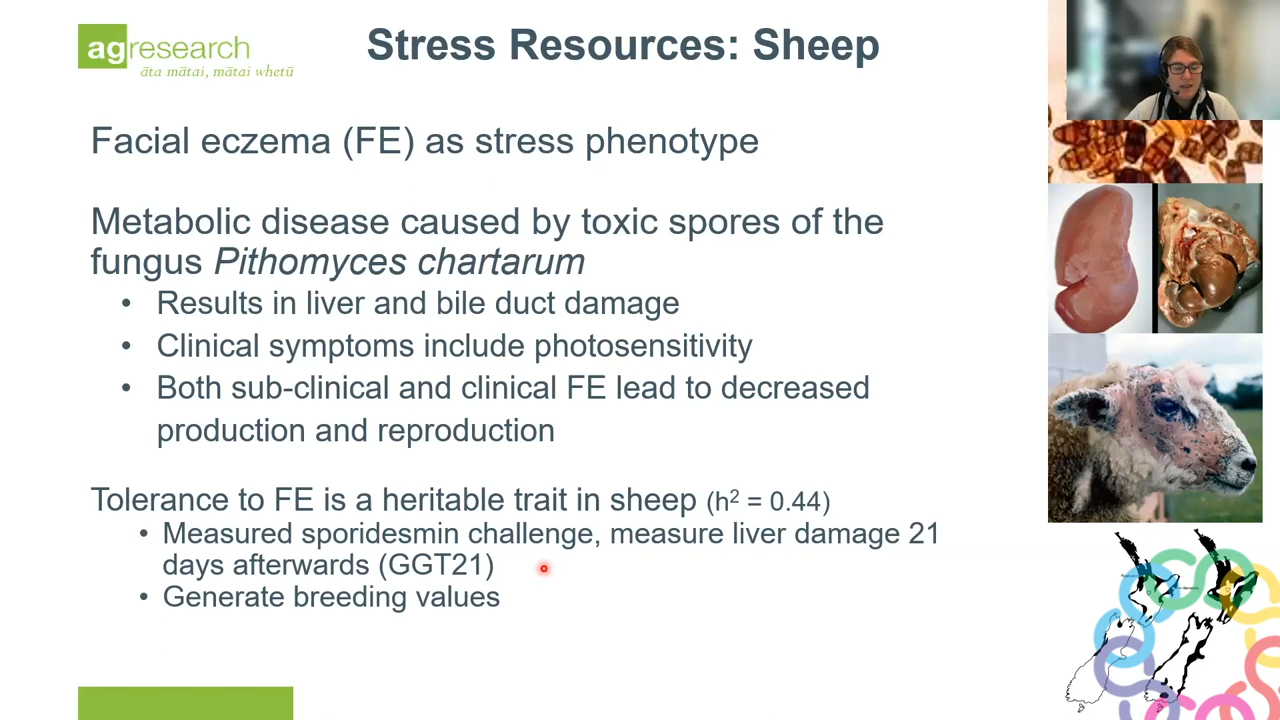 agresearch
āta mātai, mātai whetū
Stress Resources: Sheep
Facial eczema (FE) as stress phenotype
Metabolic disease caused by toxic spores of the
fungus Pithomyces chartarum
• Results in liver and bile duct damage
• Clinical symptoms include photosensitivity
• Both sub-clinical and clinical FE lead to decreased
production and reproduction
Tolerance to FE is a heritable trait in sheep (h² = 0.44)
• Measured sporidesmin challenge, measure liver damage 21
days afterwards (GGT21)
• Generate breeding values